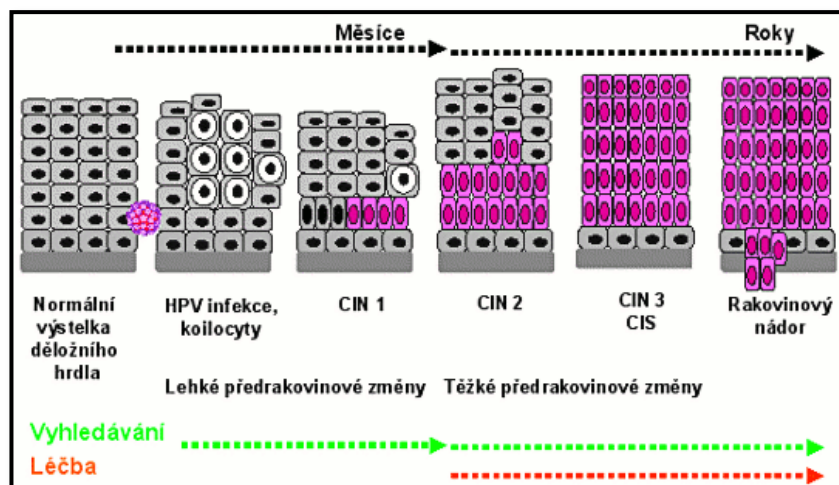 Měsíce
Roky
Normální
výstelka
děložního
hrdla
HPV infekce,
koilocyty
CIN 1
CIN 2
CIN 3
CIS
Rakovinový
nádor
Lehké předrakovinové změny
Těžké předrakovinové změny
Vyhledávání
Léčba